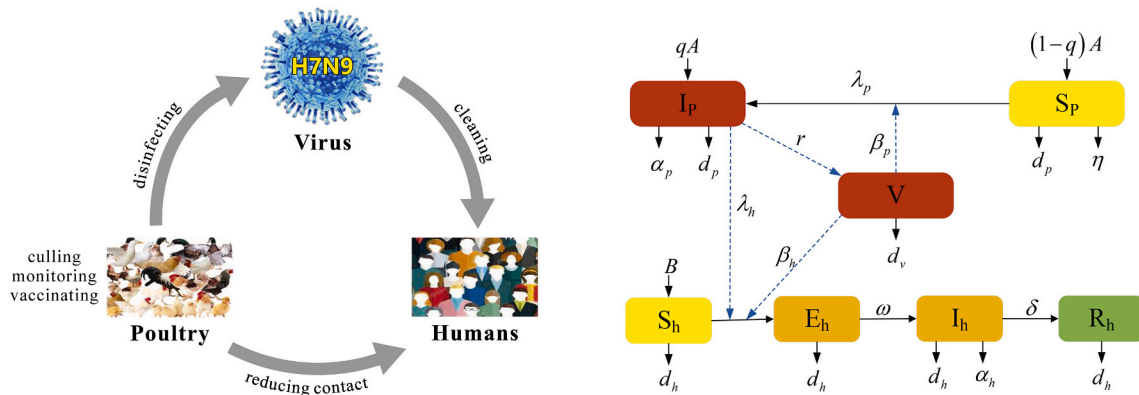 H7N9
Virus
disinfecting
cleaning
culling
monitoring
vaccinating
Poultry
Humans
reducing contact
qA
(1−q)A
I_P
λ_p
S_P
α_p
d_p
r
β_p
d_p
η
V
λ_h
β_h
d_v
B
S_h
E_h
ω
I_h
δ
R_h
d_h
d_h
d_h
α_h
d_h